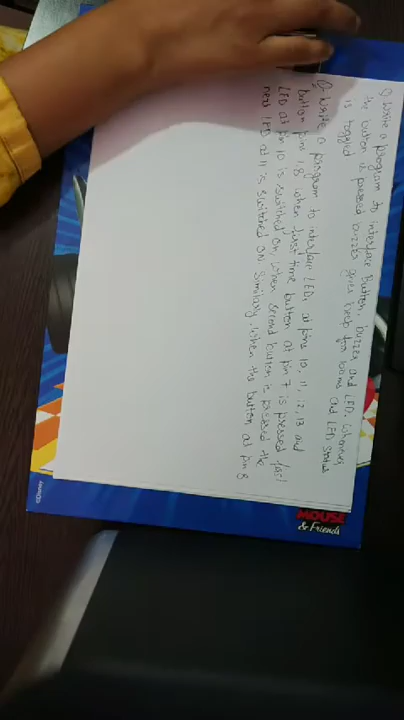 Q Write a program to interface Button, buzzer and LED. Whenever
the button is pressed buzzer gives beep for 100ms and LED status
is toggled
Q- Write a program to interface LED, at pins 10, 11, 12, 13 and
button pins 7,8. When first time button at pin 7 is pressed first
LED at pin 10 is switched on, when second button is pressed the
next LED at 11 is switched on. Similarly, when the button at pin 8
MOUSE
& Friends